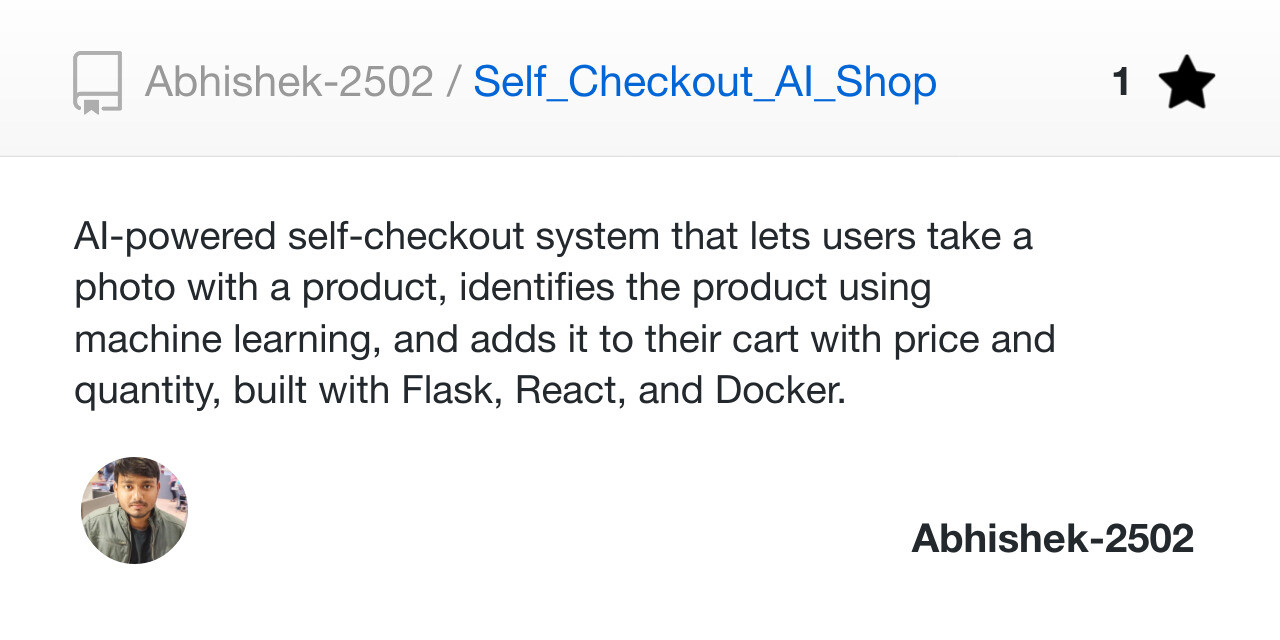 Abhishek-2502 / Self_Checkout_AI_Shop 1
AI-powered self-checkout system that lets users take a
photo with a product, identifies the product using
machine learning, and adds it to their cart with price and
quantity, built with Flask, React, and Docker.
Abhishek-2502